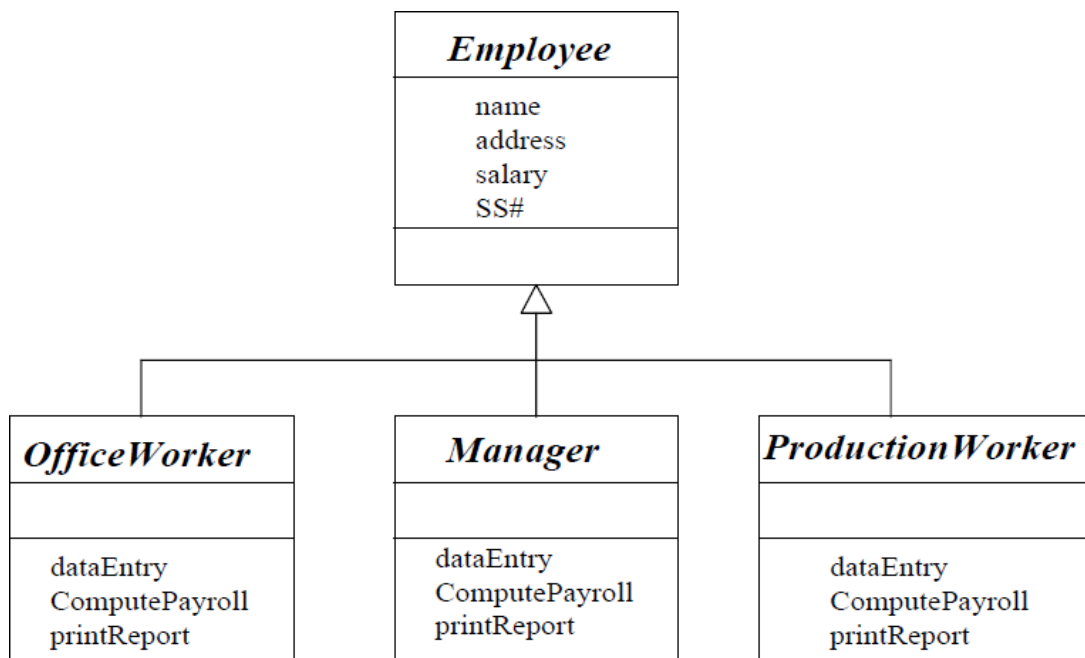 Employee
name
address
salary
SS#
OfficeWorker
dataEntry
ComputePayroll
printReport
Manager
dataEntry
ComputePayroll
printReport
ProductionWorker
dataEntry
ComputePayroll
printReport